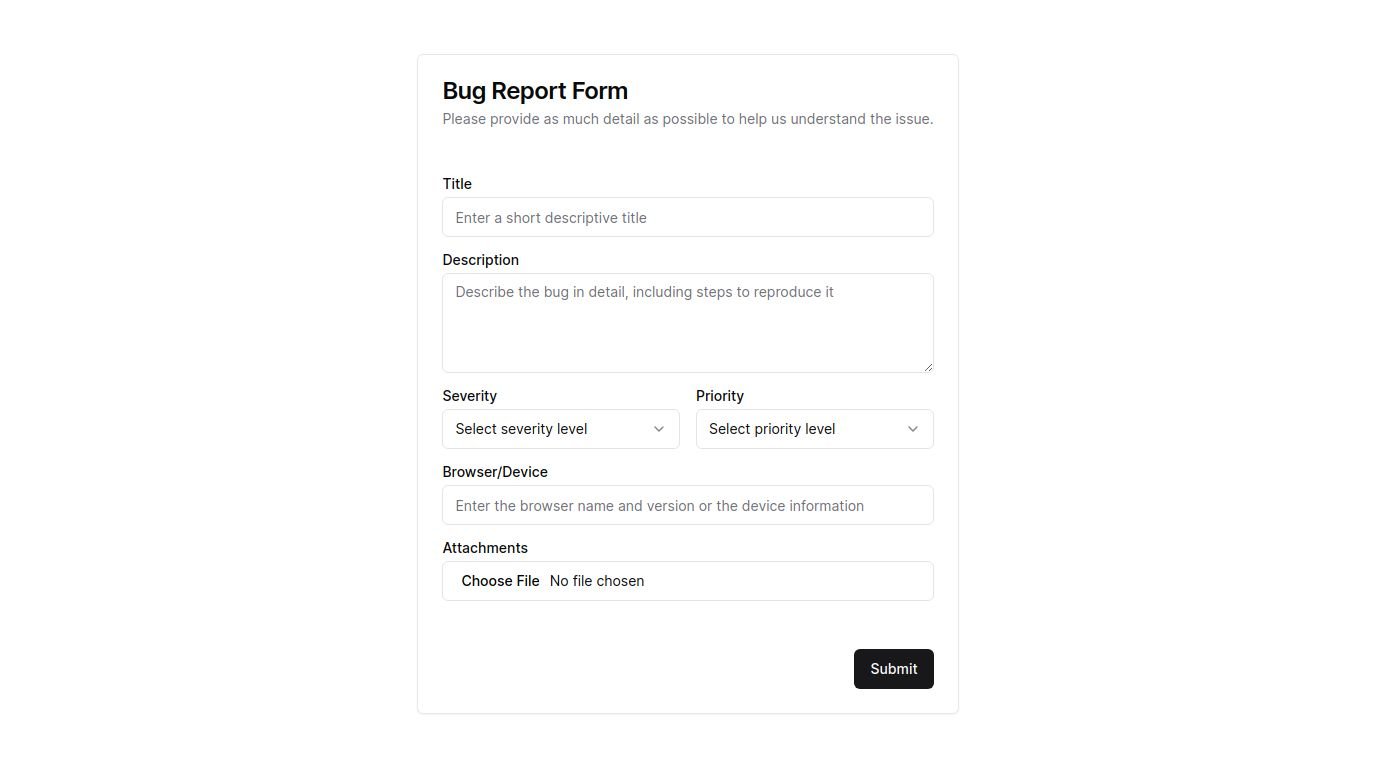 Bug Report Form
Please provide as much detail as possible to help us understand the issue.
Title
Enter a short descriptive title
Description
Describe the bug in detail, including steps to reproduce it
Severity
Priority
Select severity level
Select priority level
Browser/Device
Enter the browser name and version or the device information
Attachments
Choose File No file chosen
Submit